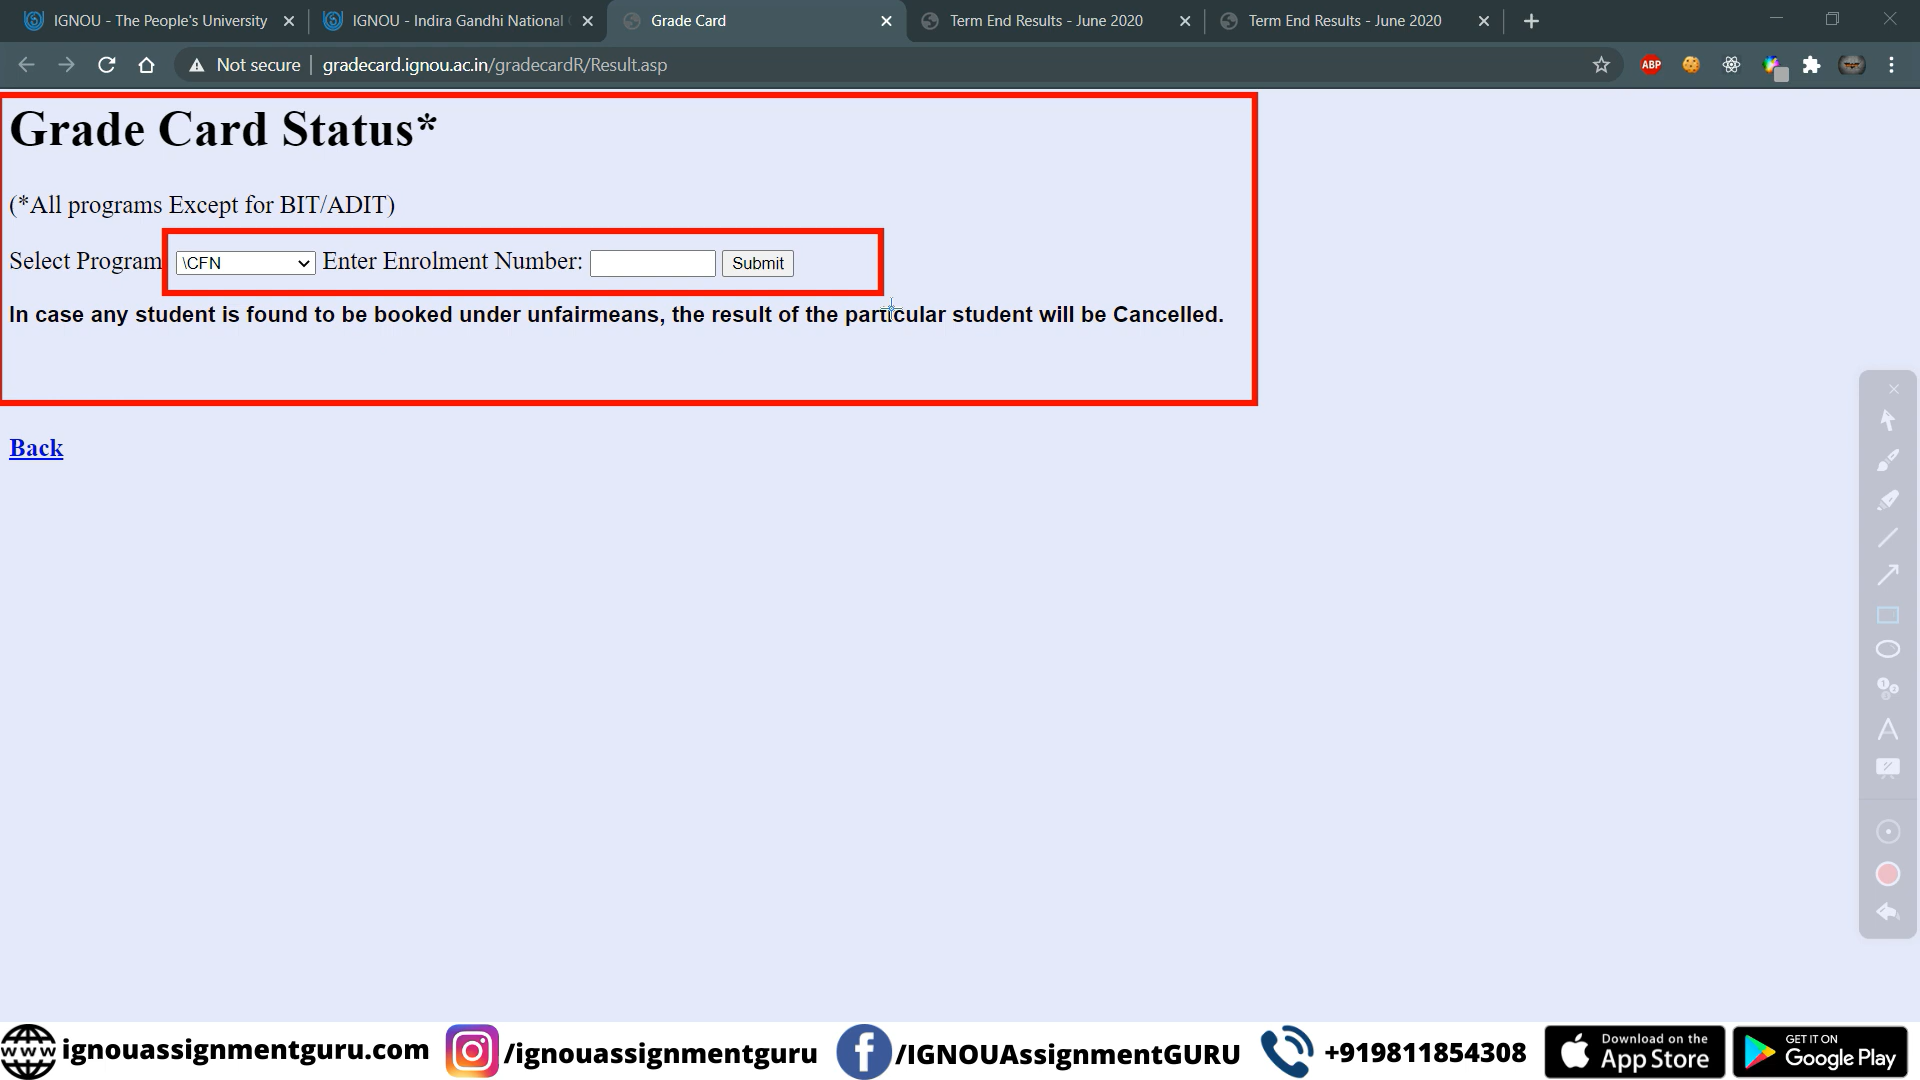 IGNOU - The People's University
IGNOU - Indira Gandhi National
Grade Card
Term End Results - June 2020
Term End Results - June 2020
Not secure
gradecard.ignou.ac.in/gradecardR/Result.asp
ABP
Grade Card Status*
(*All programs Except for BIT/ADIT)
Select Program \CFN Enter Enrolment Number: Submit
In case any student is found to be booked under unfairmeans, the result of the particular student will be Cancelled.
Back
A
www ignouassignmentguru.com /ignouassignmentguru /IGNOUAssignmentGURU +919811854308
Download on the
App Store
GET IT ON
Google Play